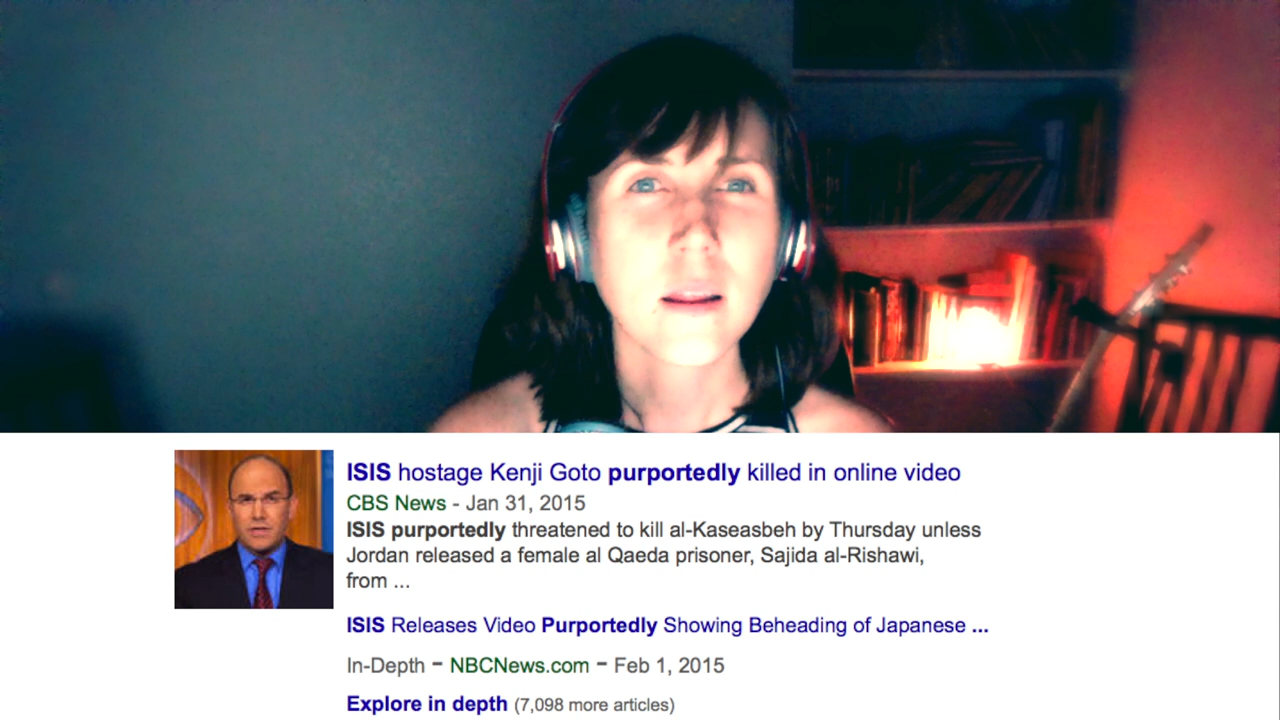 ISIS hostage Kenji Goto purportedly killed in online video
CBS News - Jan 31, 2015
ISIS purportedly threatened to kill al-Kaseasbeh by Thursday unless
Jordan released a female al Qaeda prisoner, Sajida al-Rishawi,
from ...
ISIS Releases Video Purportedly Showing Beheading of Japanese ...
In-Depth - NBCNews.com - Feb 1, 2015
Explore in depth (7,098 more articles)